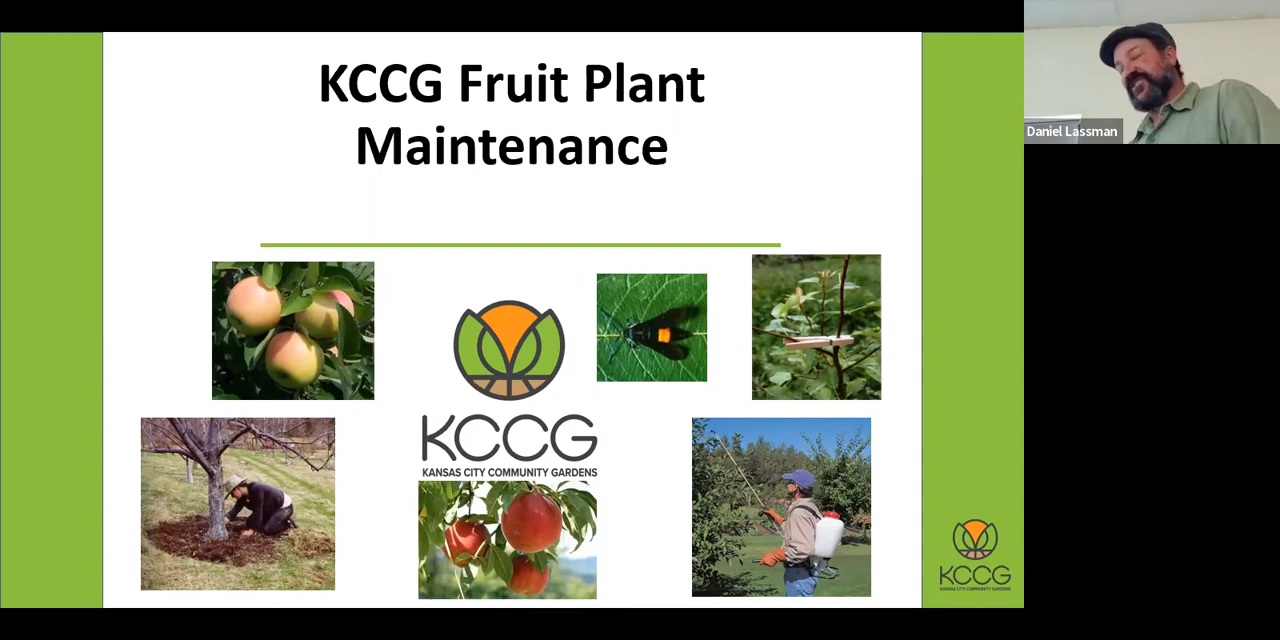 KCCG Fruit Plant
Maintenance
Daniel Lassman
KCCG
KANSAS CITY COMMUNITY GARDENS
KCCG
KANSAS CITY COMMUNITY GARDENS